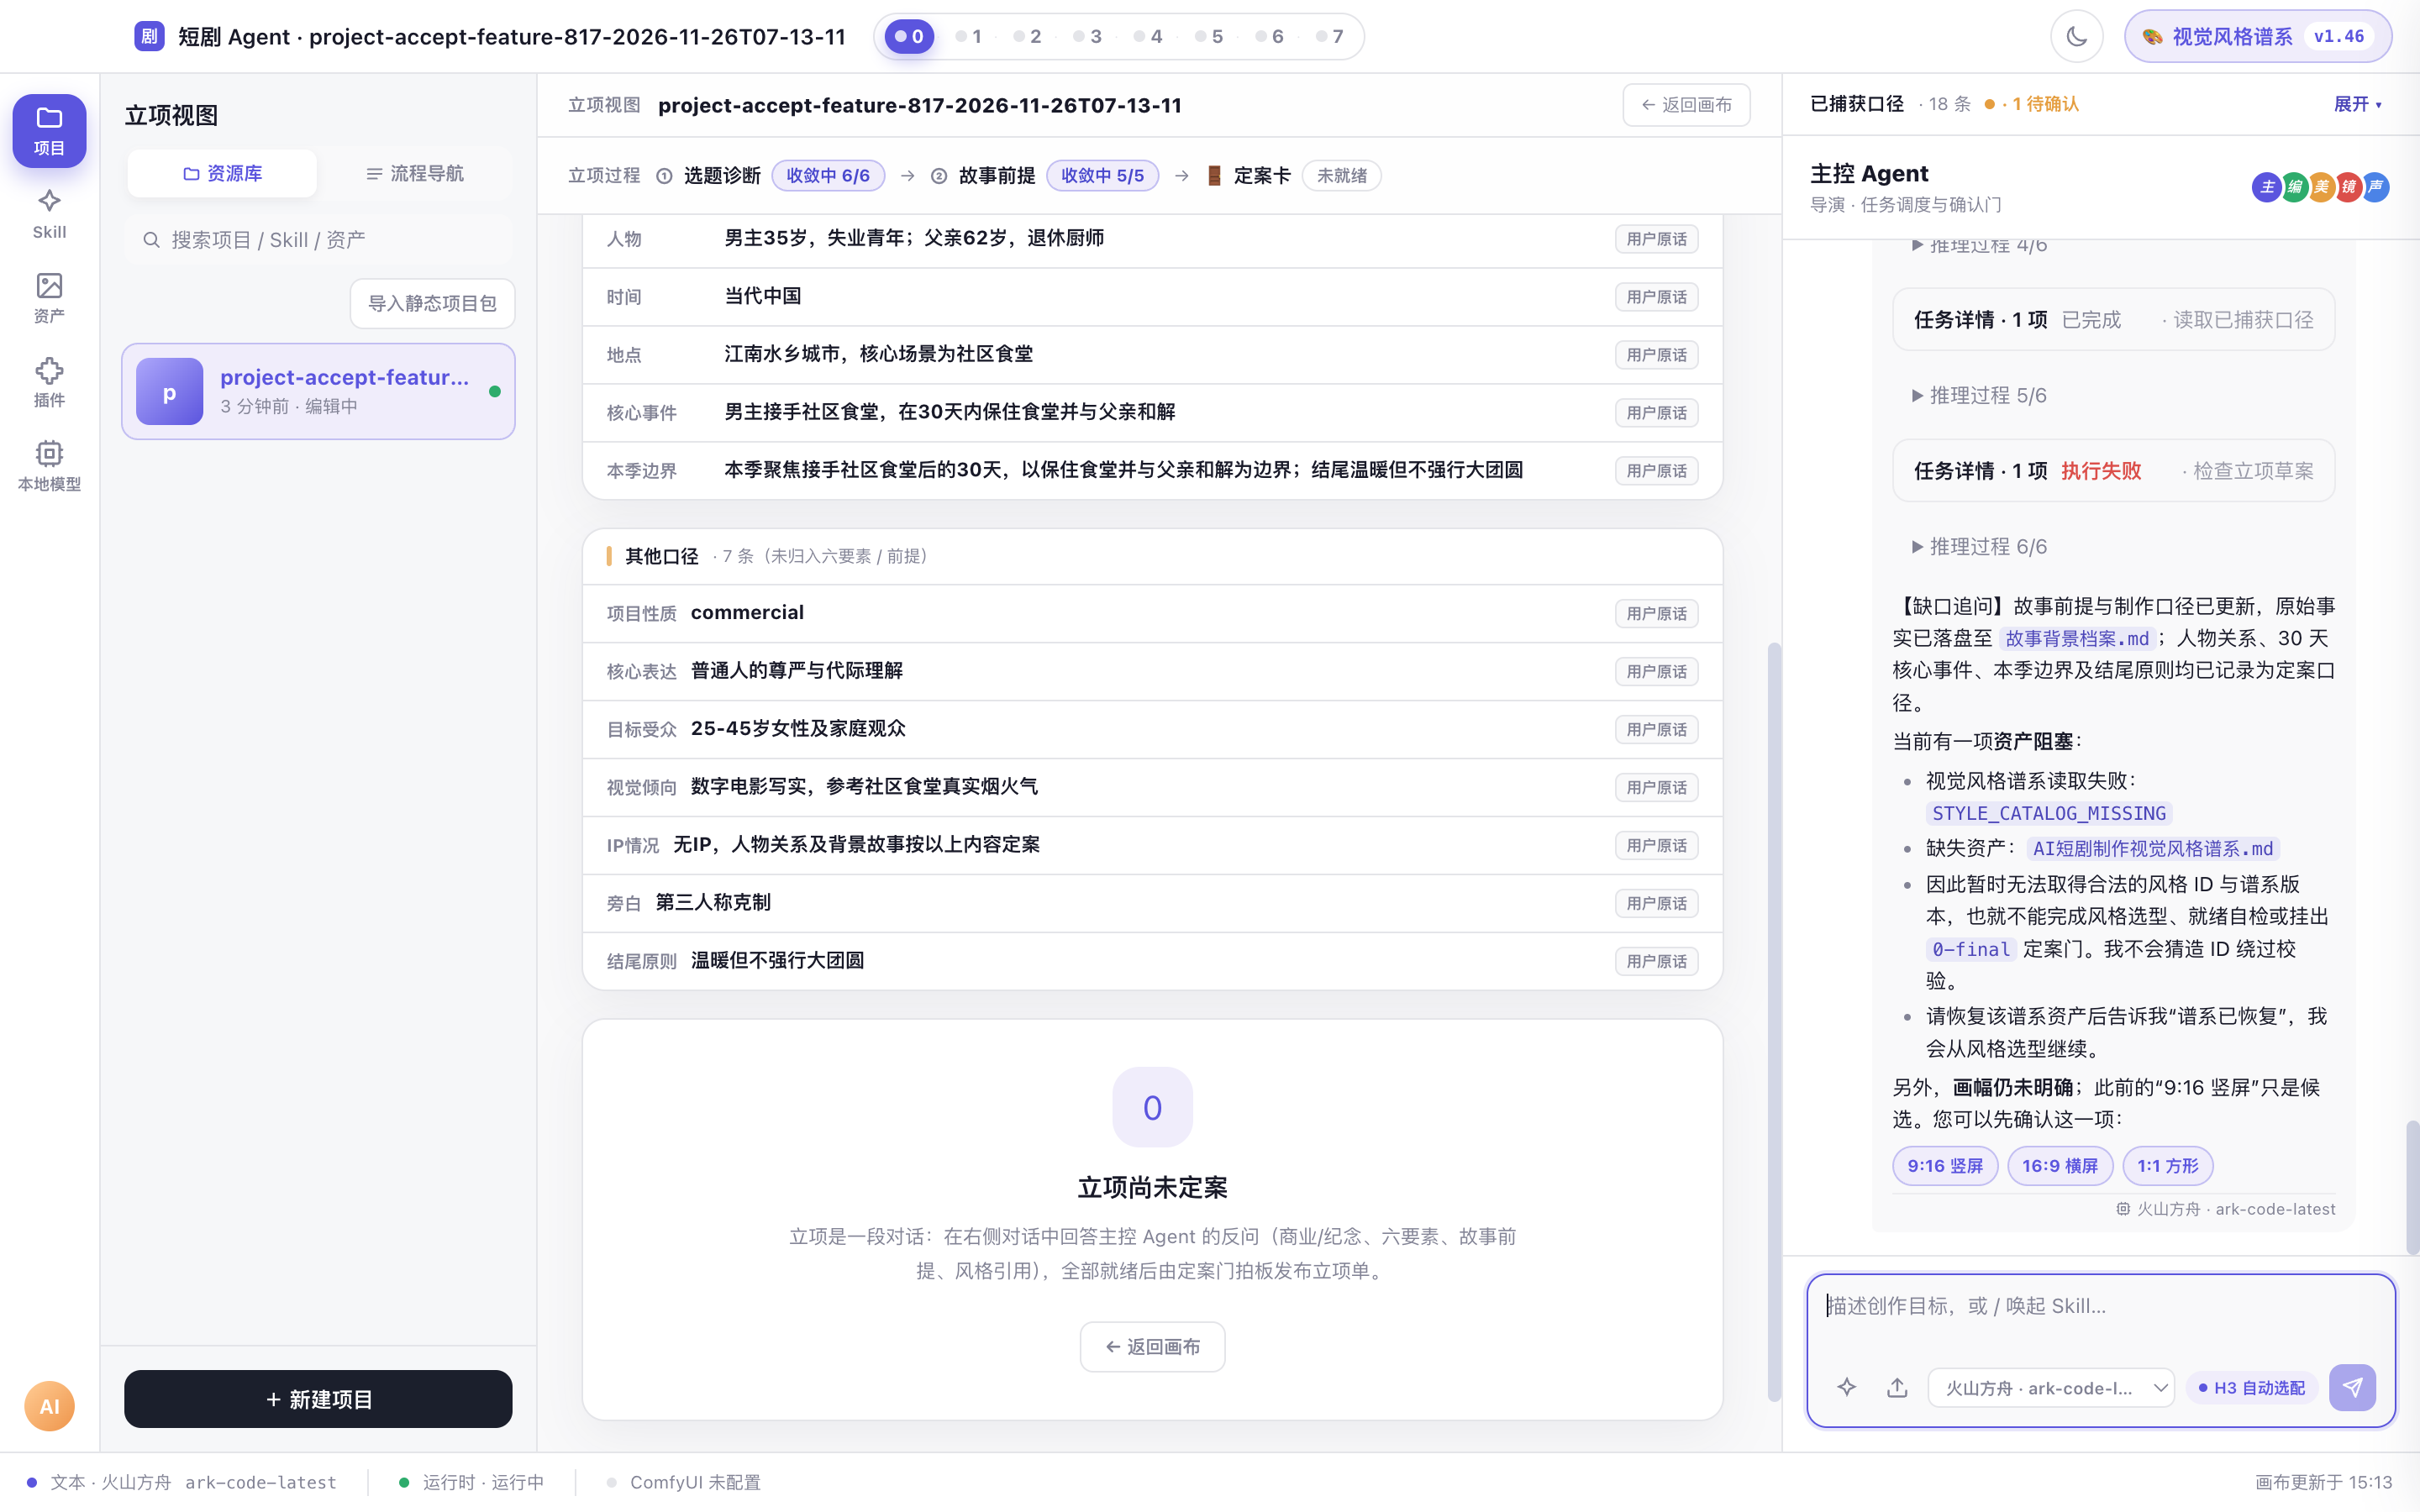 剧 短剧 Agent · project-accept-feature-817-2026-11-26T07-13-11
0 1 2 3 4 5 6 7
视觉风格谱系 v1.46
项目
Skill
资产
插件
本地模型
AI
立项视图
资源库 流程导航
搜索项目 / Skill / 资产
导入静态项目包
p
project-accept-featur...
3 分钟前 · 编辑中
+ 新建项目
立项视图 project-accept-feature-817-2026-11-26T07-13-11
← 返回画布
立项过程 ① 选题诊断 收敛中 6/6 → ② 故事前提 收敛中 5/5 → 定案卡 未就绪
人物 男主35岁，失业青年；父亲62岁，退休厨师 用户原话
时间 当代中国 用户原话
地点 江南水乡城市，核心场景为社区食堂 用户原话
核心事件 男主接手社区食堂，在30天内保住食堂并与父亲和解 用户原话
本季边界 本季聚焦接手社区食堂后的30天，以保住食堂并与父亲和解为边界；结尾温暖但不强行大团圆 用户原话
其他口径 · 7 条（未归入六要素 / 前提）
项目性质 commercial 用户原话
核心表达 普通人的尊严与代际理解 用户原话
目标受众 25-45岁女性及家庭观众 用户原话
视觉倾向 数字电影写实，参考社区食堂真实烟火气 用户原话
IP情况 无IP，人物关系及背景故事按以上内容定案 用户原话
旁白 第三人称克制 用户原话
结尾原则 温暖但不强行大团圆 用户原话
0
立项尚未定案
立项是一段对话：在右侧对话中回答主控 Agent 的反问（商业/纪念、六要素、故事前
提、风格引用），全部就绪后由定案门拍板发布立项单。
← 返回画布
已捕获口径 · 18 条 · 1 待确认 展开 ▾
主控 Agent
导演 · 任务调度与确认门
主 编 美 镜 声
▶ 推理过程 4/6
任务详情 · 1 项 已完成 · 读取已捕获口径
▶ 推理过程 5/6
任务详情 · 1 项 执行失败 · 检查立项草案
▶ 推理过程 6/6
【缺口追问】故事前提与制作口径已更新，原始事
实已落盘至 故事背景档案.md；人物关系、30 天
核心事件、本季边界及结尾原则均已记录为定案口
径。
当前有一项资产阻塞：
• 视觉风格谱系读取失败：
STYLE_CATALOG_MISSING
• 缺失资产： AI短剧制作视觉风格谱系.md
• 因此暂时无法取得合法的风格 ID 与谱系版
本，也就不能完成风格选型、就绪自检或挂出
0-final 定案门。我不会猜造 ID 绕过校
验。
• 请恢复该谱系资产后告诉我“谱系已恢复”，我
会从风格选型继续。
另外，画幅仍未明确；此前的“9:16 竖屏”只是候
选。您可以先确认这一项：
9:16 竖屏 16:9 横屏 1:1 方形
火山方舟 · ark-code-latest
描述创作目标，或 / 唤起 Skill...
火山方舟 · ark-code-l... H3 自动选配
文本 · 火山方舟 ark-code-latest 运行时 · 运行中 ComfyUI 未配置
画布更新于 15:13